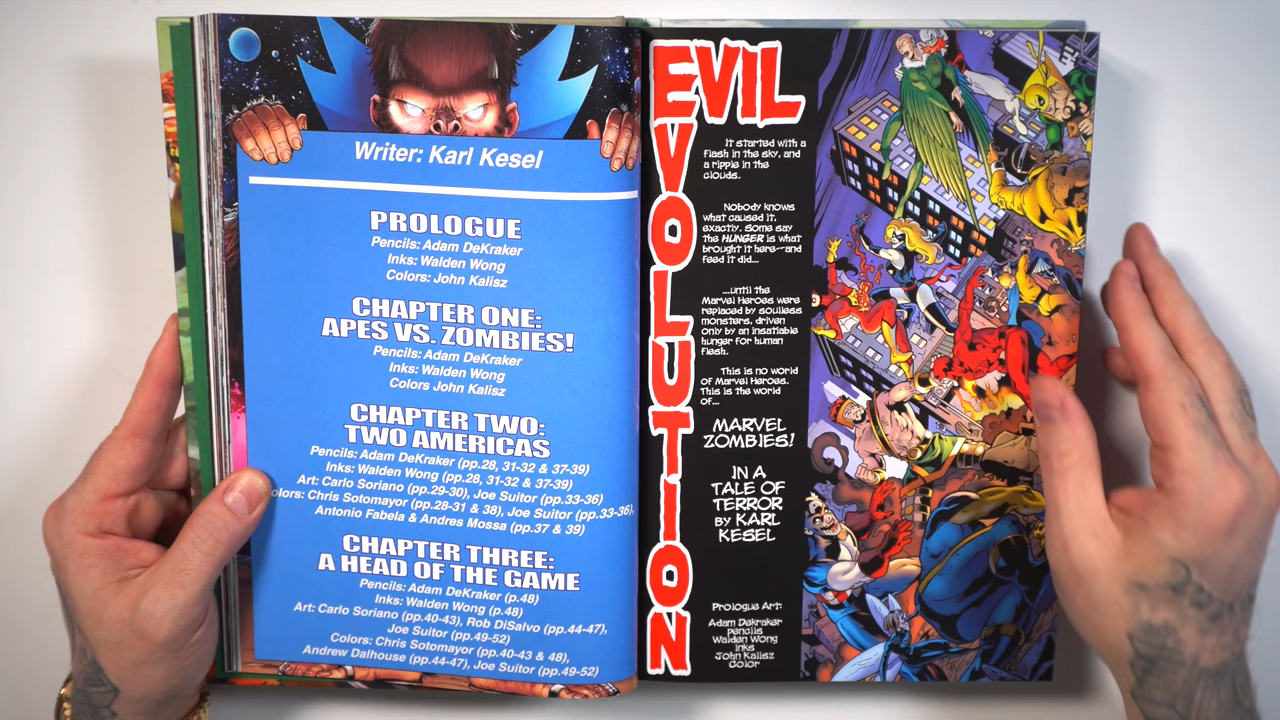 Writer: Karl Kesel
PROLOGUE
Pencils: Adam DeKraker
Inks: Walden Wong
Colors: John Kalisz
CHAPTER ONE:
APES VS. ZOMBIES!
Pencils: Adam DeKraker
Inks: Walden Wong
Colors John Kalisz
CHAPTER TWO:
TWO AMERICAS
Pencils: Adam DeKraker (pp.28, 31-32 & 37-39)
Inks: Walden Wong (pp.28, 31-32 & 37-39)
Art: Carlo Soriano (pp.29-30), Joe Suitor (pp.33-36)
olors: Chris Sotomayor (pp.28-31 & 38), Joe Suitor (pp.33-36),
Antonio Fabela & Andres Mossa (pp.37 & 39)
CHAPTER THREE:
A HEAD OF THE GAME
Pencils: Adam DeKraker (p.48)
Inks: Walden Wong (p.48)
Art: Carlo Soriano (pp.40-43), Rob DiSalvo (pp.44-47),
Joe Suitor (pp.49-52)
Colors: Chris Sotomayor (pp.40-43 & 48),
Andrew Dalhouse (pp.44-47), Joe Suitor (pp.49-52)
EVIL
EVOLUTION
It started with a
flash in the sky, and
a ripple in the
clouds.
Nobody knows
what caused it,
exactly. Some say
the HUNGER is what
brought it here--and
feed it did...
...until the
Marvel Heroes were
replaced by soulless
monsters, driven
only by an insatiable
hunger for human
flesh.
This is no world
of Marvel Heroes.
This is the world
of...
MARVEL
ZOMBIES!
IN A
TALE OF
TERROR
BY KARL
KESEL
Prologue Art:
Adam Dekraker
pencils
Walden Wong
inks
John Kalisz
color